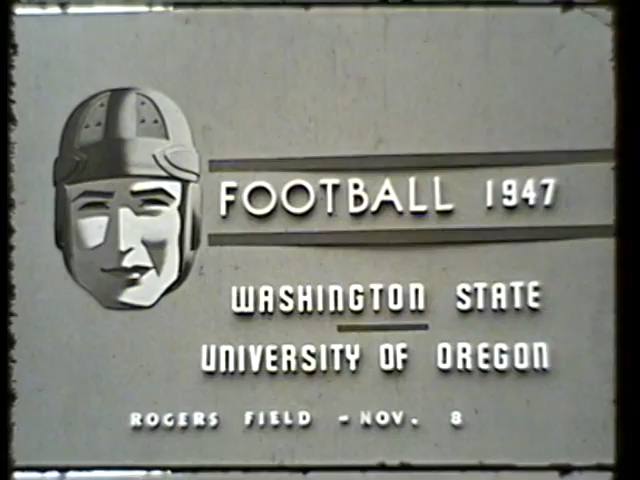 FOOTBALL 1947
WASHINGTON STATE
UNIVERSITY OF OREGON
ROGERS FIELD - NOV. 8